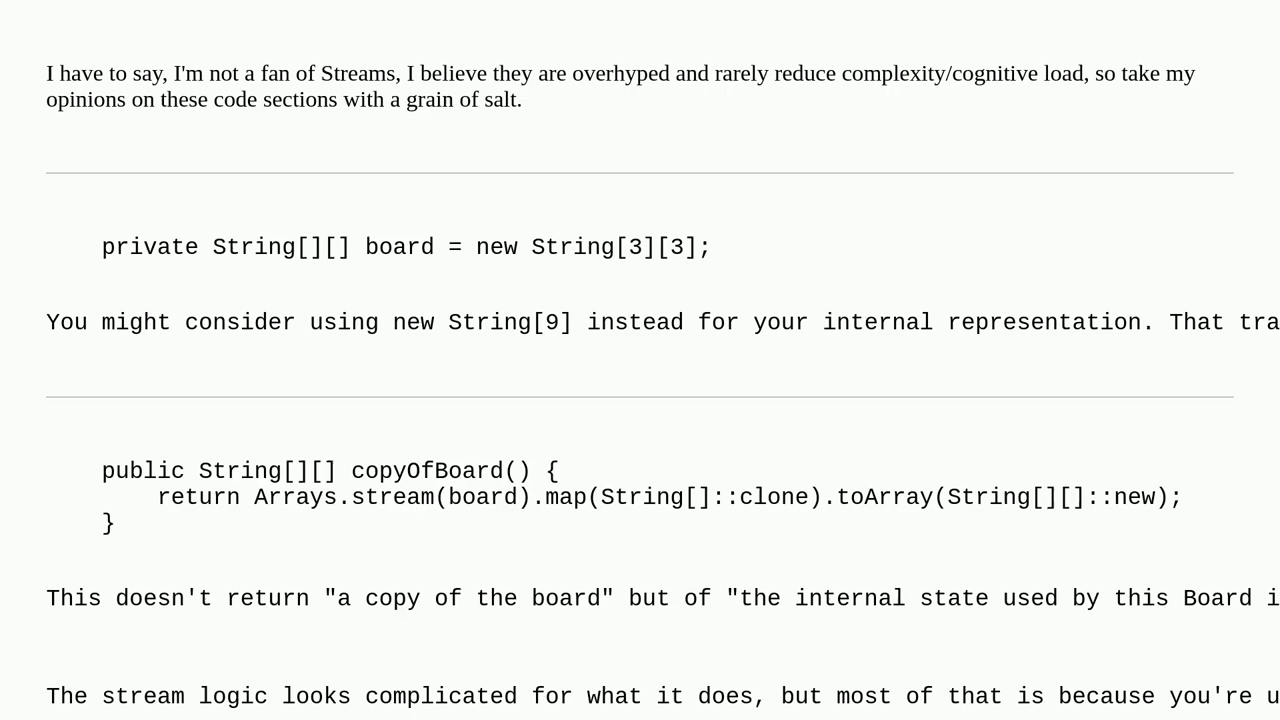 I have to say, I'm not a fan of Streams, I believe they are overhyped and rarely reduce complexity/cognitive load, so take my
opinions on these code sections with a grain of salt.
private String[][] board = new String[3][3];
You might consider using new String[9] instead for your internal representation. That tra
public String[][] copyOfBoard() {
return Arrays.stream(board).map(String[]::clone).toArray(String[][]::new);
}
This doesn't return "a copy of the board" but of "the internal state used by this Board i
The stream logic looks complicated for what it does, but most of that is because you're u